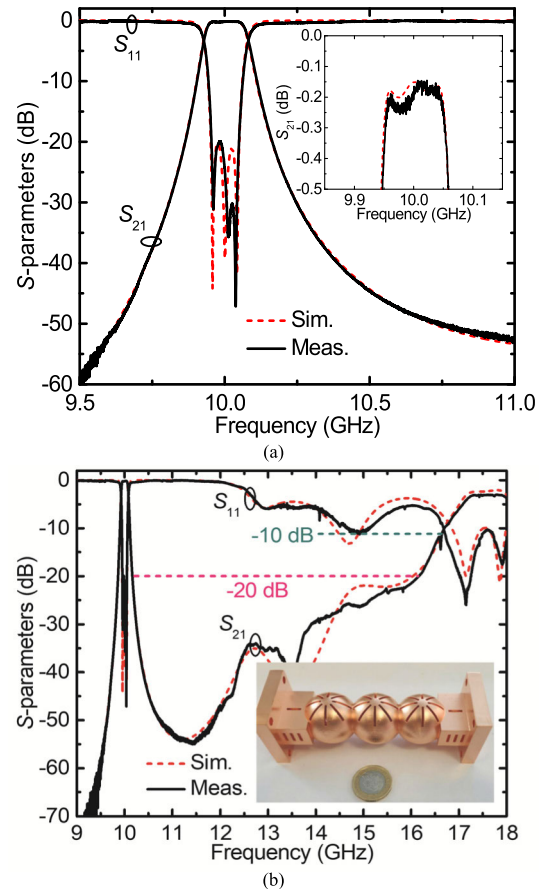 0
-10
-20
-30
-40
-50
-60
S-parameters (dB)
S11
S21
0.0
-0.1
-0.2
-0.3
-0.4
-0.5
S21 (dB)
9.9 10.0 10.1
Frequency (GHz)
Sim.
Meas.
9.5 10.0 10.5 11.0
Frequency (GHz)
(a)
0
-10
-20
-30
-40
-50
-60
-70
S-parameters (dB)
S11
-10 dB
-20 dB
S21
Sim.
Meas.
9 10 11 12 13 14 15 16 17 18
Frequency (GHz)
(b)